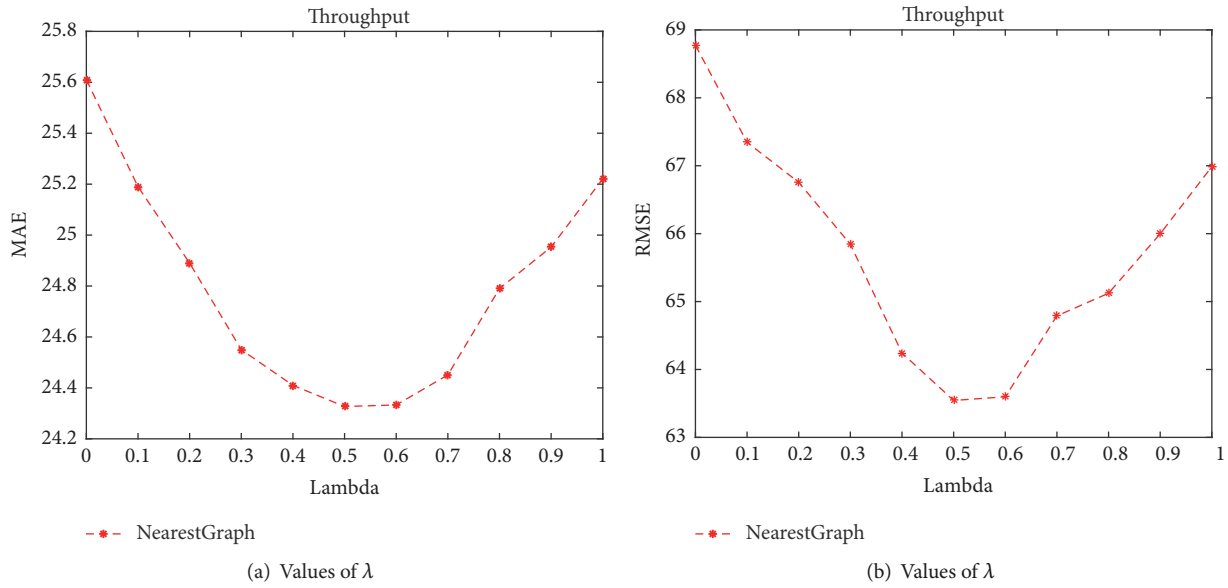 Throughput
25.8
25.6
25.4
25.2
25
24.8
24.6
24.4
24.2
MAE
0 0.1 0.2 0.3 0.4 0.5 0.6 0.7 0.8 0.9 1
Lambda
NearestGraph
(a) Values of λ
Throughput
69
68
67
66
65
64
63
RMSE
0 0.1 0.2 0.3 0.4 0.5 0.6 0.7 0.8 0.9 1
Lambda
NearestGraph
(b) Values of λ